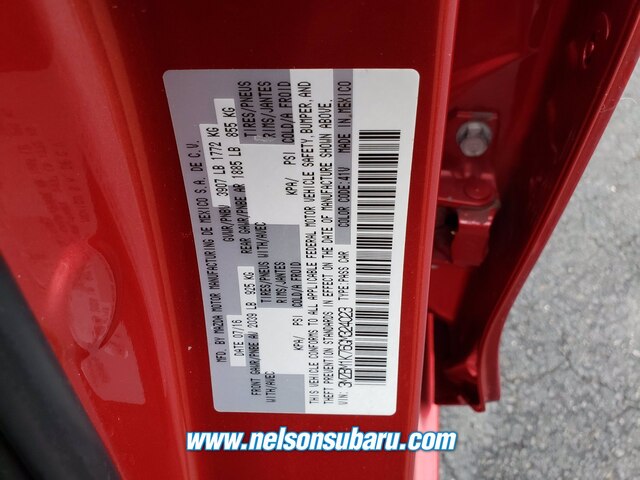 MFD. BY MAZDA MOTOR MANUFACTURING DE MEXICO S.A. DE C.V.
DATE 07/16 GVWR/PNBV 3907 LB 1772 KG
FRONT GAWR/PNBE AV 2039 LB 925 KG REAR GAWR/PNBE AR 1885 LB 855 KG
WITH/AVEC TIRES/PNEUS WITH/AVEC TIRES/PNEUS
RIMS/JANTES RIMS/JANTES
KPA/ PSI COLD/A FROID KPA/ PSI COLD/A FROID
THIS VEHICLE CONFORMS TO ALL APPLICABLE FEDERAL MOTOR VEHICLE SAFETY, BUMPER, AND
THEFT PREVENTION STANDARDS IN EFFECT ON THE DATE OF MANUFACTURE SHOWN ABOVE.
VIN: TYPE PASS CAR COLOR CODE:41V MADE IN MEXICO
www.nelsonsubaru.com